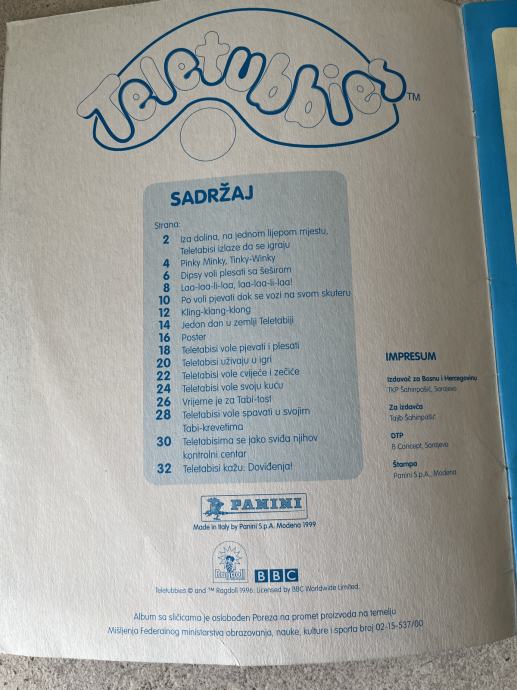 Teletubbies TM
SADRŽAJ
Strana:
2 Iza dolina, na jednom lijepom mjestu,
Teletabisi izlaze da se igraju
4 Pinky Minky, Tinky-Winky
6 Dipsy voli plesati sa šeširom
8 Laa-laa-li-laa, laa-laa-li-laa!
10 Po voli pjevati dok se vozi na svom skuteru
12 Kling-klang-klong
14 Jedan dan u zemlji Teletabiji
16 Poster
18 Teletabisi vole pjevati i plesati
20 Teletabisi uživaju u igri
22 Teletabisi vole cvijeće i zečiće
24 Teletabisi vole svoju kuću
26 Vrijeme je za Tabi-tost
28 Teletabisi vole spavati u svojim
Tabi-krevetima
30 Teletabisima se jako sviđa njihov
kontrolni centar
32 Teletabisi kažu: Doviđenja!
IMPRESUM
Izdavač za Bosnu i Hercegovinu
TKP Šahinpašić, Sarajevo
Za izdavča
Tajib Šahinpašić
DTP
B Concept, Sarajevo
Štampa
Panini S.p.A., Modena
PANINI
Made in Italy by Panini S.p.A. Modena 1999
Ragdoll BBC
Teletubbies © and ™ Ragdoll 1996. Licensed by BBC Worldwide Limited.
Album sa sličicama je oslobođen Poreza na promet proizvoda na temelju
Mišljenja Federalnog ministarstva obrazovanja, nauke, kulture i sporta broj 02-15-537/00